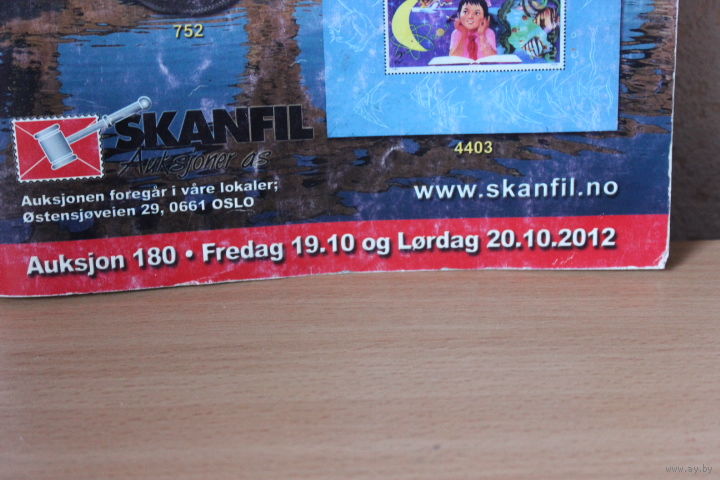 752
4403
SKANFIL
Auksjoner as
Auksjonen foregår i våre lokaler;
Østensjøveien 29, 0661 OSLO
www.skanfil.no
Auksjon 180 • Fredag 19.10 og Lørdag 20.10.2012
www.ay.by